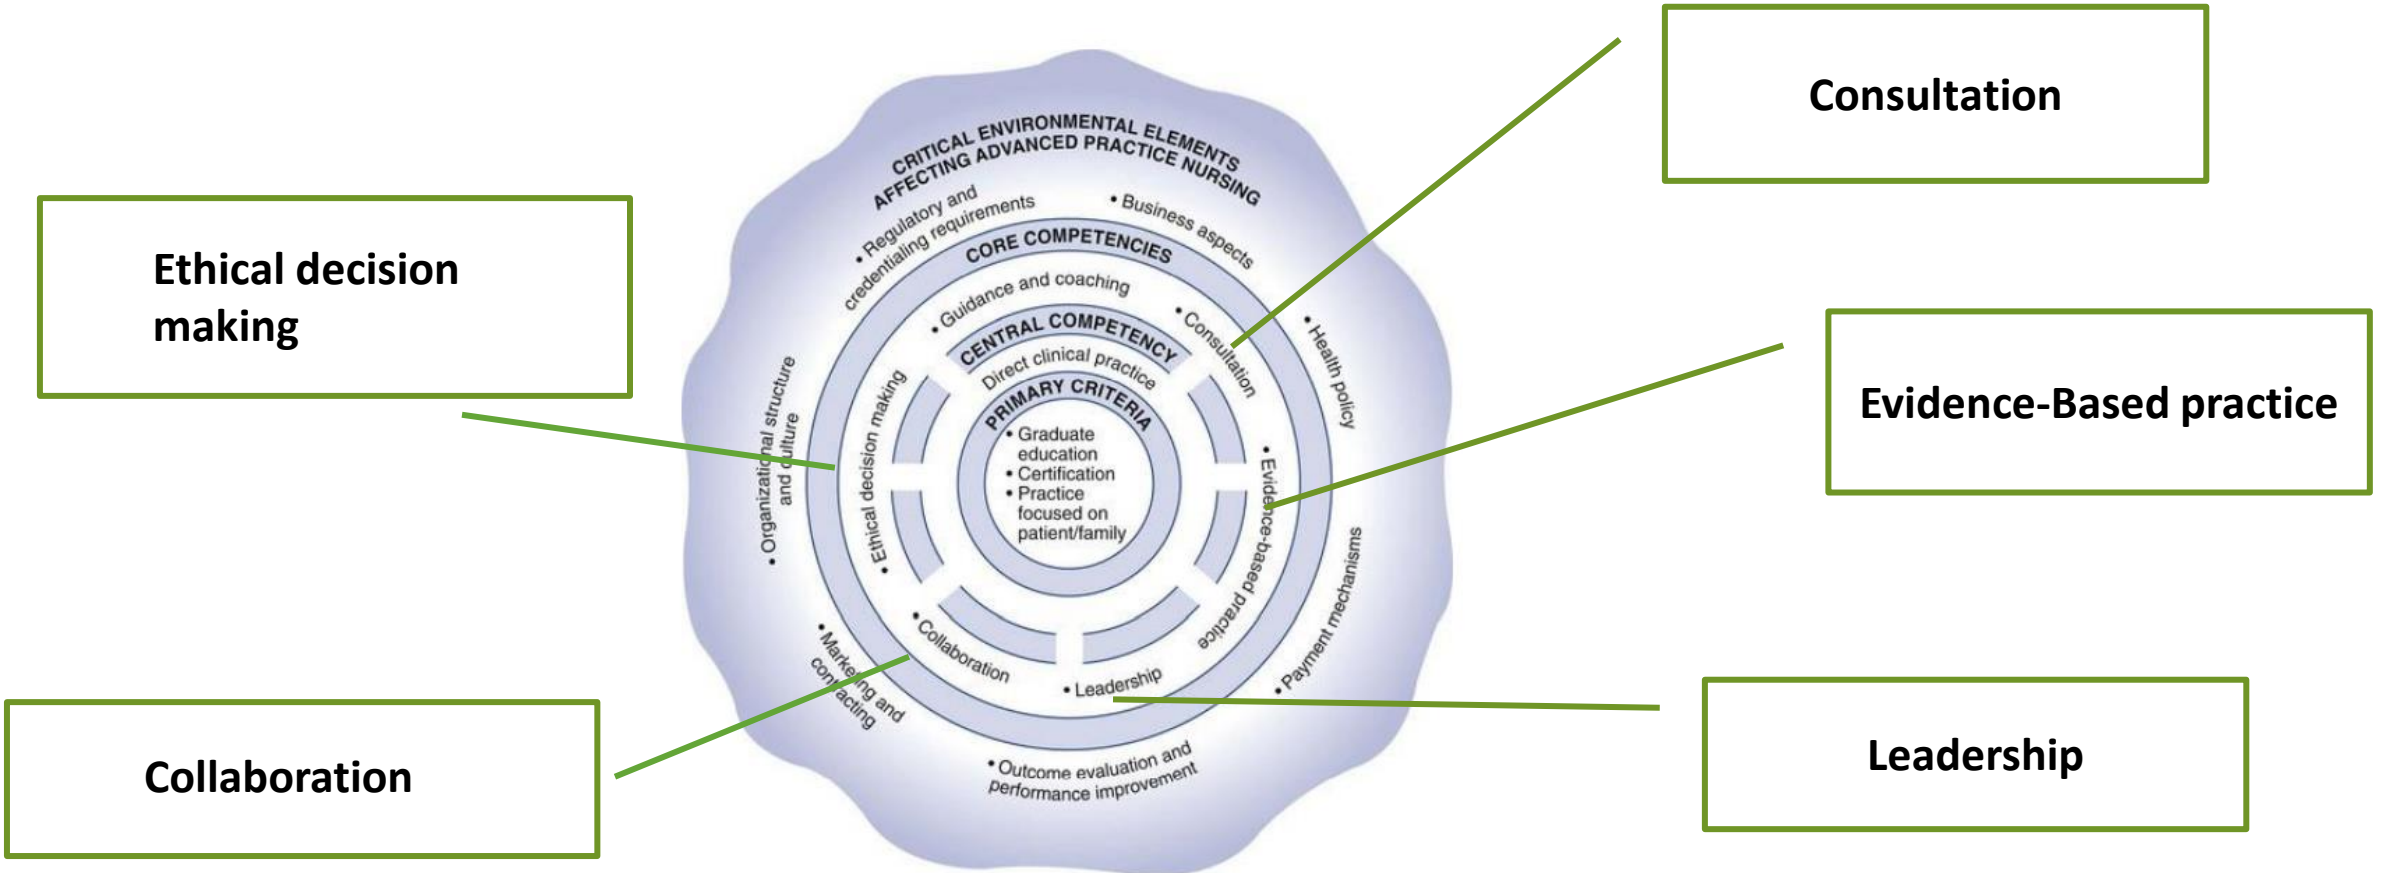 Consultation
Ethical decision
making
Evidence-Based practice
Collaboration
Leadership
CRITICAL ENVIRONMENTAL ELEMENTS
AFFECTING ADVANCED PRACTICE NURSING
• Regulatory and
credentialing requirements
• Business aspects
• Health policy
• Payment mechanisms
• Outcome evaluation and
performance improvement
• Marketing and
contracting
• Organizational structure
and culture
CORE COMPETENCIES
• Guidance and coaching
• Consultation
• Evidence-based practice
• Leadership
• Collaboration
• Ethical decision making
CENTRAL COMPETENCY
Direct clinical practice
PRIMARY CRITERIA
• Graduate
education
• Certification
• Practice
focused on
patient/family